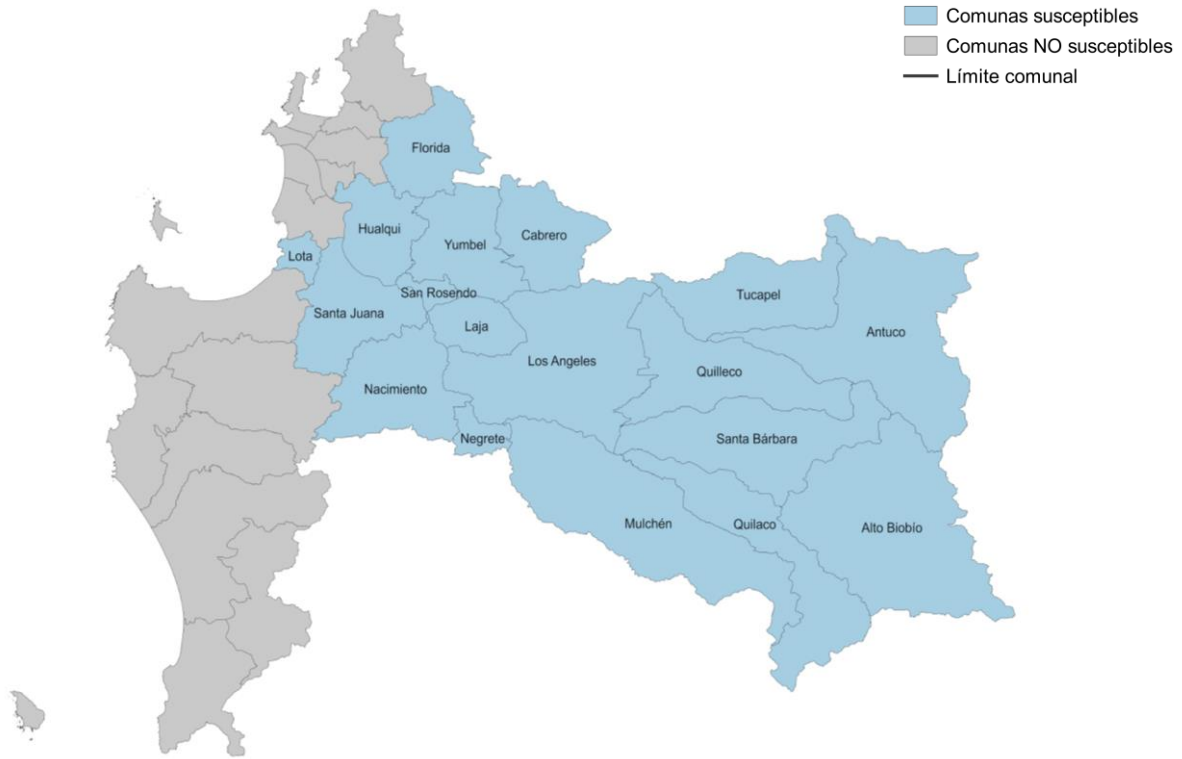 Comunas susceptibles
Comunas NO susceptibles
Límite comunal
Florida
Hualqui
Yumbel
Cabrero
Lota
San Rosendo
Tucapel
Santa Juana
Laja
Antuco
Los Angeles
Quilleco
Nacimiento
Negrete
Santa Bárbara
Mulchén
Quilaco
Alto Biobío